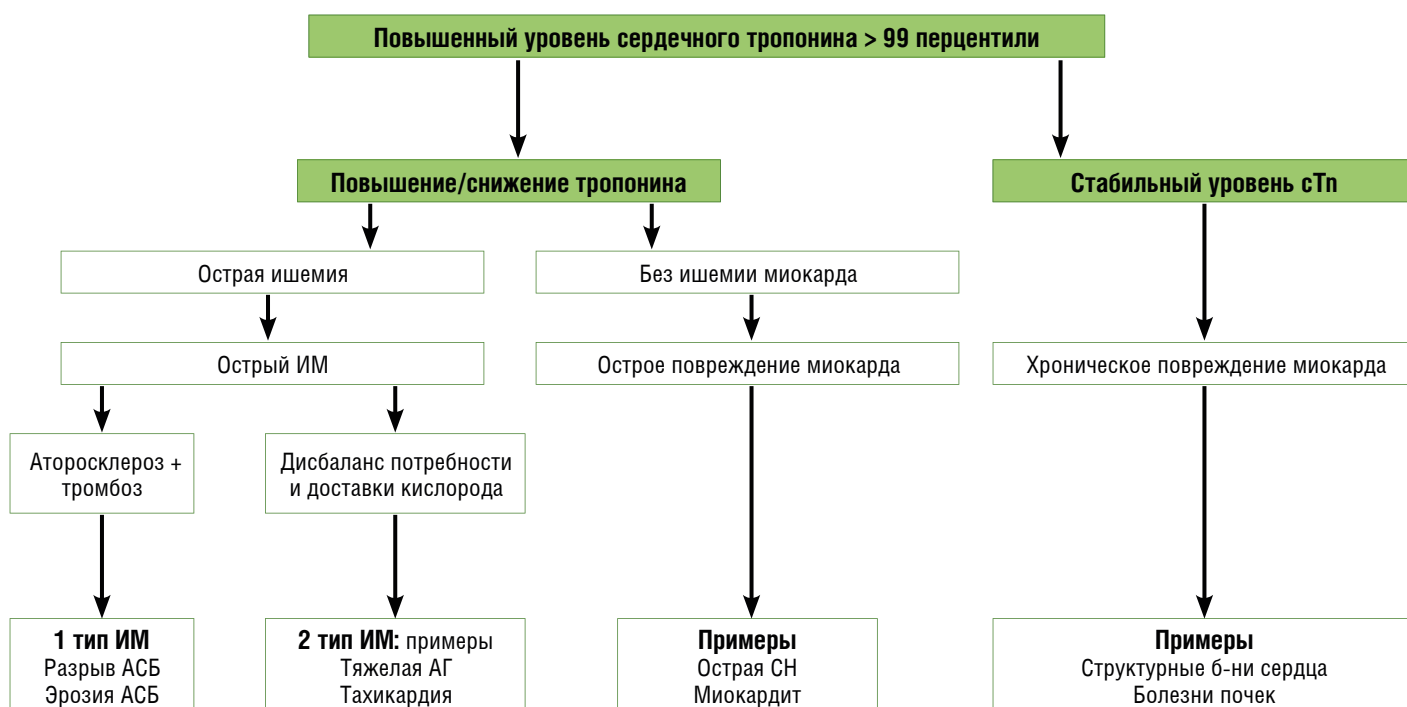 Повышенный уровень сердечного тропонина > 99 перцентили
Повышение/снижение тропонина
Стабильный уровень cTn
Острая ишемия
Без ишемии миокарда
Острый ИМ
Острое повреждение миокарда
Хроническое повреждение миокарда
Аторосклероз +
тромбоз
Дисбаланс потребности
и доставки кислорода
1 тип ИМ
Разрыв АСБ
Эрозия АСБ
2 тип ИМ: примеры
Тяжелая АГ
Тахикардия
Примеры
Острая СН
Миокардит
Примеры
Структурные б-ни сердца
Болезни почек